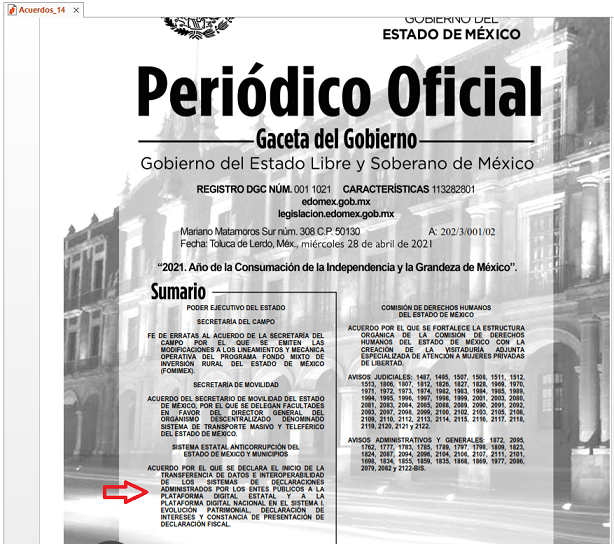 Acuerdos_14
GOBIERNO DEL
ESTADO DE MÉXICO
Periódico Oficial
Gaceta del Gobierno
Gobierno del Estado Libre y Soberano de México
REGISTRO DGC NÚM. 001 1021 CARACTERÍSTICAS 113282801
edomex.gob.mx
legislacion.edomex.gob.mx
Mariano Matamoros Sur núm. 308 C.P. 50130 A: 202/3/001/02
Fecha: Toluca de Lerdo, Méx., miércoles 28 de abril de 2021
“2021. Año de la Consumación de la Independencia y la Grandeza de México”.
Sumario
PODER EJECUTIVO DEL ESTADO
SECRETARÍA DEL CAMPO
FE DE ERRATAS AL ACUERDO DE LA SECRETARÍA DEL
CAMPO POR EL QUE SE EMITEN LAS
MODIFICACIONES A LOS LINEAMIENTOS Y MECÁNICA
OPERATIVA DEL PROGRAMA FONDO MIXTO DE
INVERSIÓN RURAL DEL ESTADO DE MÉXICO
(FOMIMEX).
SECRETARÍA DE MOVILIDAD
ACUERDO DEL SECRETARIO DE MOVILIDAD DEL ESTADO
DE MÉXICO, POR EL QUE SE DELEGAN FACULTADES
EN FAVOR DEL DIRECTOR GENERAL DEL
ORGANISMO DESCENTRALIZADO DENOMINADO
SISTEMA DE TRANSPORTE MASIVO Y TELEFÉRICO
DEL ESTADO DE MÉXICO.
SISTEMA ESTATAL ANTICORRUPCIÓN DEL
ESTADO DE MÉXICO Y MUNICIPIOS
ACUERDO POR EL QUE SE DECLARA EL INICIO DE LA
TRANSFERENCIA DE DATOS E INTEROPERABILIDAD
DE LOS SISTEMAS DE DECLARACIONES
ADMINISTRADOS POR LOS ENTES PÚBLICOS A LA
PLATAFORMA DIGITAL ESTATAL Y A LA
PLATAFORMA DIGITAL NACIONAL EN EL SISTEMA I.
EVOLUCIÓN PATRIMONIAL, DECLARACIÓN DE
INTERESES Y CONSTANCIA DE PRESENTACIÓN DE
DECLARACIÓN FISCAL.
COMISIÓN DE DERECHOS HUMANOS
DEL ESTADO DE MÉXICO
ACUERDO POR EL QUE SE FORTALECE LA ESTRUCTURA
ORGÁNICA DE LA COMISIÓN DE DERECHOS
HUMANOS DEL ESTADO DE MÉXICO CON LA
CREACIÓN DE LA VISITADURÍA ADJUNTA
ESPECIALIZADA DE ATENCIÓN A MUJERES PRIVADAS
DE LIBERTAD.
AVISOS JUDICIALES: 1487, 1495, 1507, 1508, 1511, 1512,
1513, 1806, 1807, 1812, 1826, 1827, 1828, 1969, 1970,
1971, 1972, 1973, 1974, 1982, 1983, 1984, 1985, 1989,
1994, 1995, 1996, 1997, 1998, 1999, 2001, 2003, 2080,
2081, 2083, 2084, 2085, 2088, 2089, 2090, 2091, 2092,
2093, 2097, 2098, 2099, 2100, 2102, 2103, 2105, 2108,
2109, 2110, 2112, 2113, 2114, 2115, 2116, 2117, 2118,
2119, 2120, 2121 y 2122.
AVISOS ADMINISTRATIVOS Y GENERALES: 1872, 2095,
1762, 1777, 1783, 1785, 1789, 1797, 1798, 1809, 1823,
1824, 2087, 2094, 2096, 2104, 2106, 2107, 2111, 2101,
1698, 1834, 1855, 1859, 1835, 1868, 1869, 1977, 2086,
2079, 2082 y 2122-BIS.